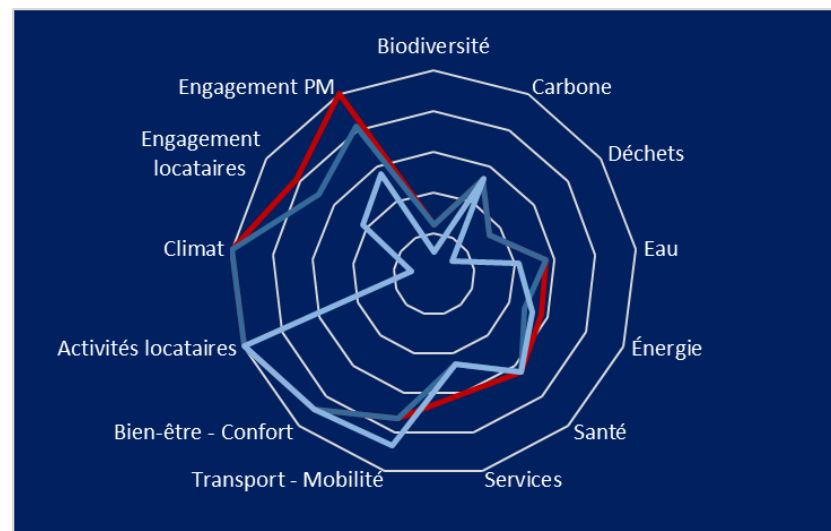 Biodiversité
Carbone
Déchets
Eau
Énergie
Santé
Services
Transport - Mobilité
Bien-être - Confort
Activités locataires
Climat
Engagement
locataires
Engagement PM